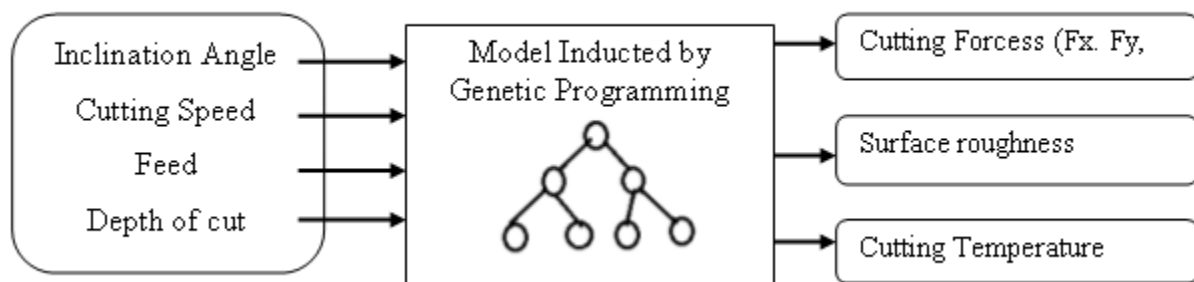 Inclination Angle
Cutting Speed
Feed
Depth of cut
Model Inducted by
Genetic Programming
Cutting Forcess (Fx. Fy,
Surface roughness
Cutting Temperature